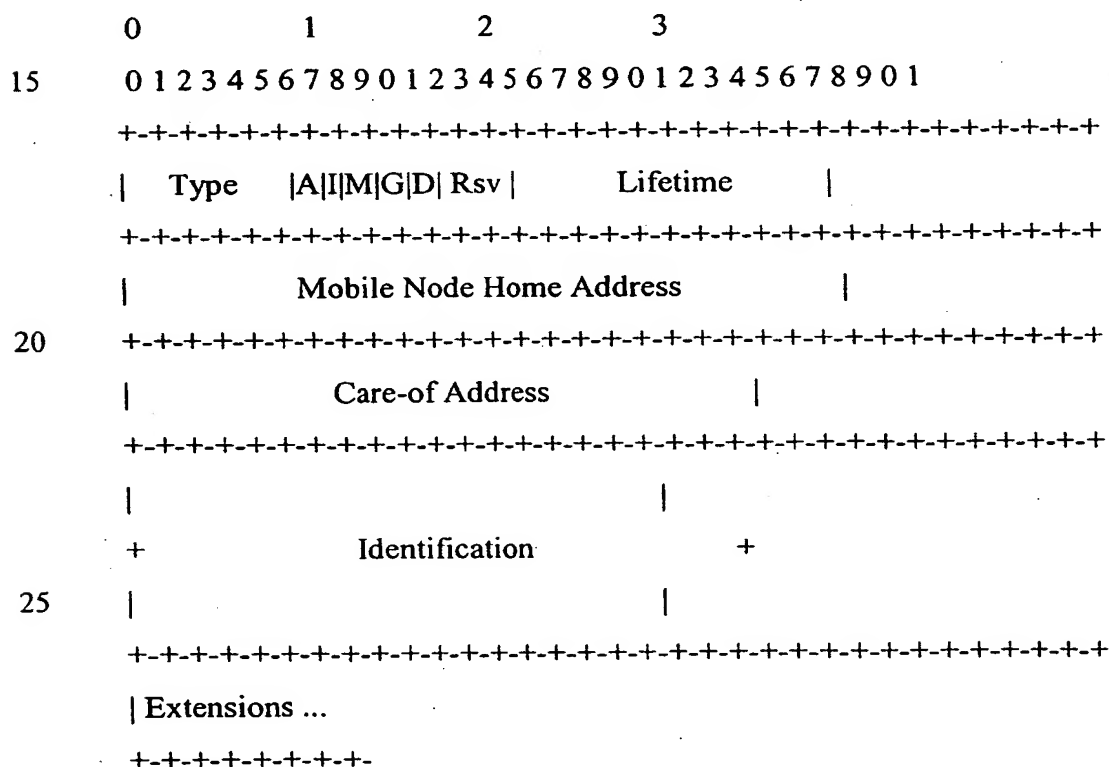 0 1 2 3
15 0 1 2 3 4 5 6 7 8 9 0 1 2 3 4 5 6 7 8 9 0 1 2 3 4 5 6 7 8 9 0 1
+-+-+-+-+-+-+-+-+-+-+-+-+-+-+-+-+-+-+-+-+-+-+-+-+-+-+-+-+-+-+-+-+
| Type |A|I|M|G|D| Rsv | Lifetime |
+-+-+-+-+-+-+-+-+-+-+-+-+-+-+-+-+-+-+-+-+-+-+-+-+-+-+-+-+-+-+-+-+
| Mobile Node Home Address |
20 +-+-+-+-+-+-+-+-+-+-+-+-+-+-+-+-+-+-+-+-+-+-+-+-+-+-+-+-+-+-+-+-+
| Care-of Address |
+-+-+-+-+-+-+-+-+-+-+-+-+-+-+-+-+-+-+-+-+-+-+-+-+-+-+-+-+-+-+-+-+
| |
+ Identification +
25 | |
+-+-+-+-+-+-+-+-+-+-+-+-+-+-+-+-+-+-+-+-+-+-+-+-+-+-+-+-+-+-+-+-+
| Extensions ...
+-+-+-+-+-+-+-+-